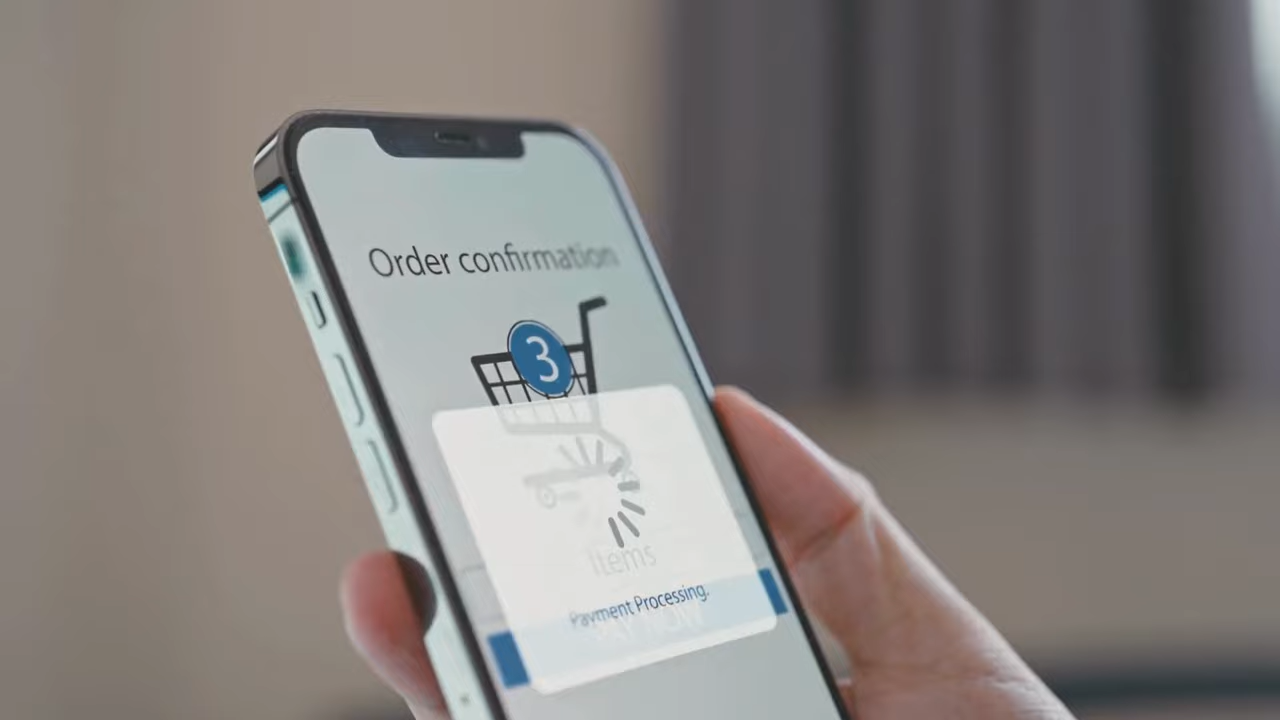 Order confirmation
3
Items
Payment Processing.